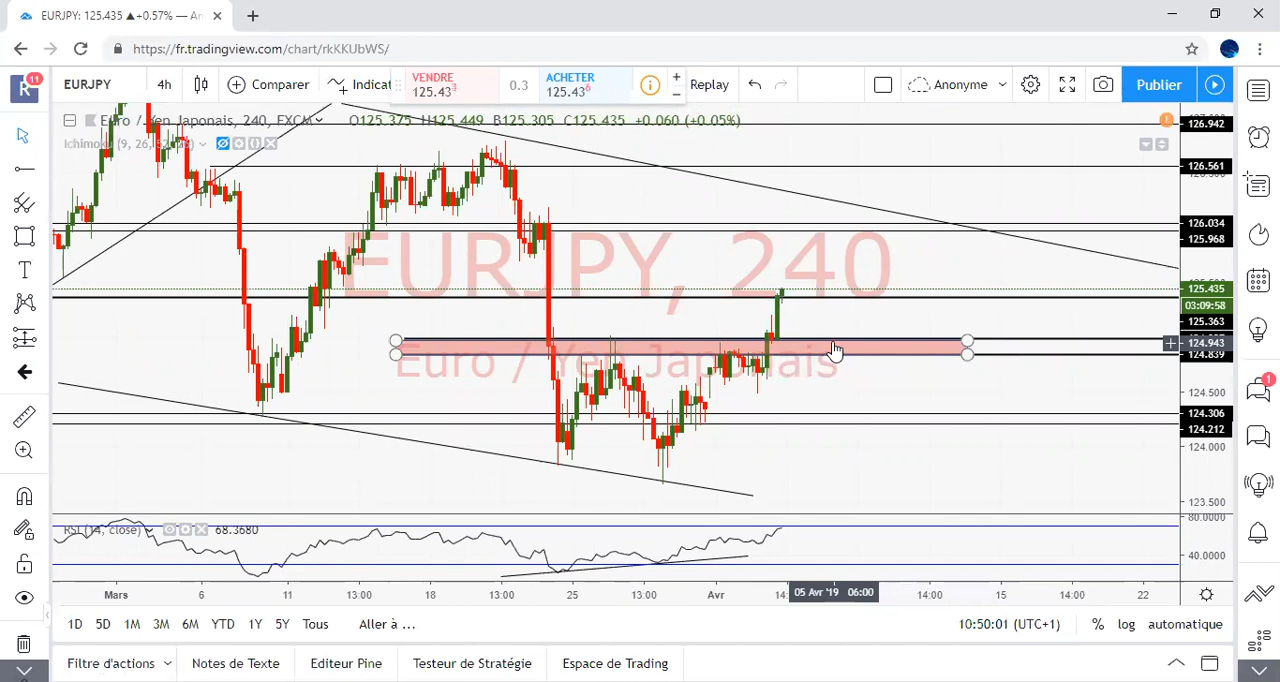 EURJPY: 125.435 ▲+0.57% — An
https://fr.tradingview.com/chart/rkKKUbWS/
R 11
EURJPY 4h Comparer Indicat VENDRE 125.43³ 0.3 ACHETER 125.43⁶ Replay Anonyme Publier
Euro / Yen Japonais, 240, FXCM O125.375 H125.449 B125.305 C125.435 +0.060 (+0.05%)
EURJPY, 240
Euro / Yen Japonais
126.942
126.561
126.034
125.968
125.435
03:09:58
125.363
124.943
124.839
124.500
124.306
124.212
124.000
123.500
RSI (14, close) 68.3680
80.0000
40.0000
Mars 6 11 13:00 18 13:00 25 13:00 Avr 14: 05 Avr '19 06:00 14:00 15 14:00 22
1D 5D 1M 3M 6M YTD 1Y 5Y Tous Aller à ... 10:50:01 (UTC+1) % log automatique
Filtre d'actions Notes de Texte Editeur Pine Testeur de Stratégie Espace de Trading
1